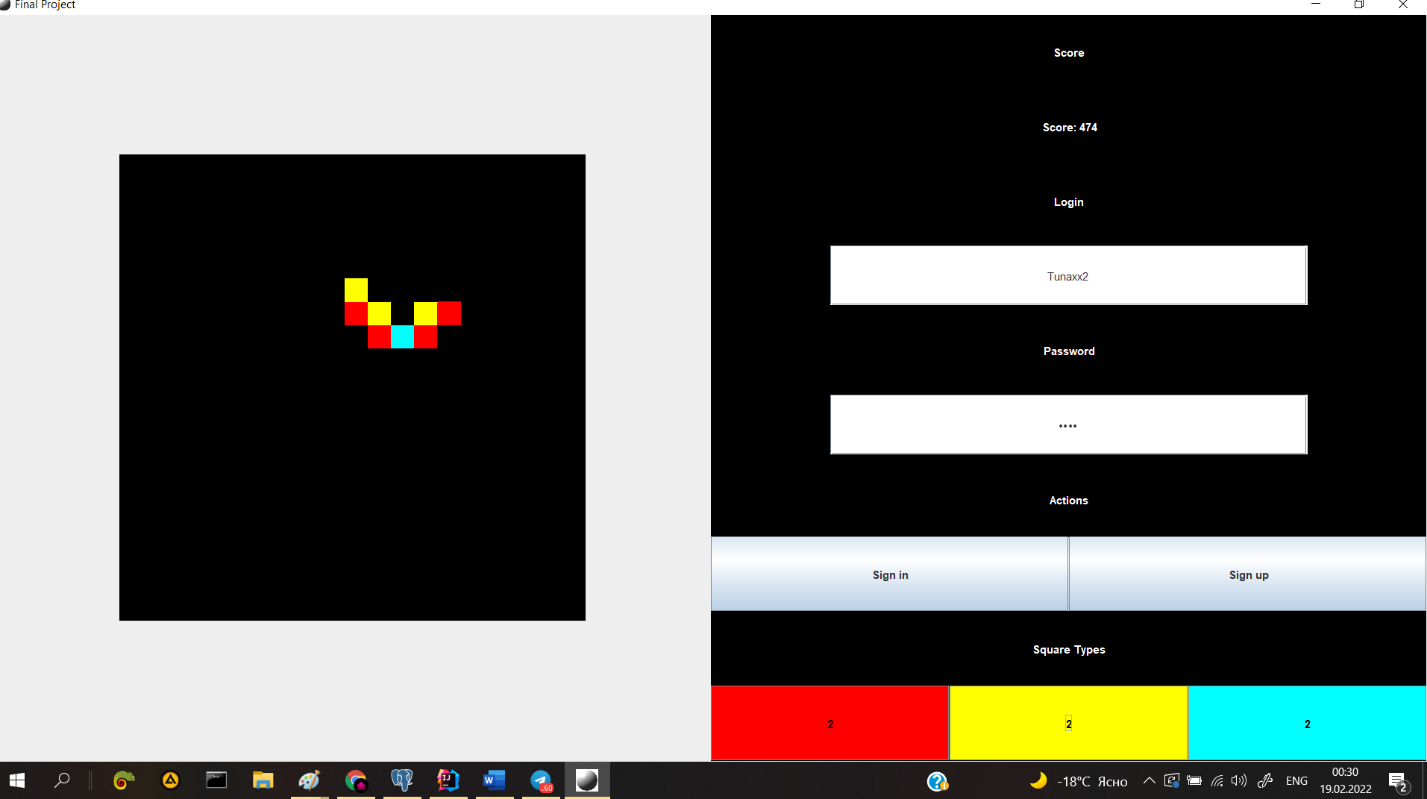 Final Project
Score
Score: 474
Login
Tunaxx2
Password
••••
Actions
Sign in
Sign up
Square Types
2
2
2
-18°C Ясно
ENG
00:30
19.02.2022
60
2